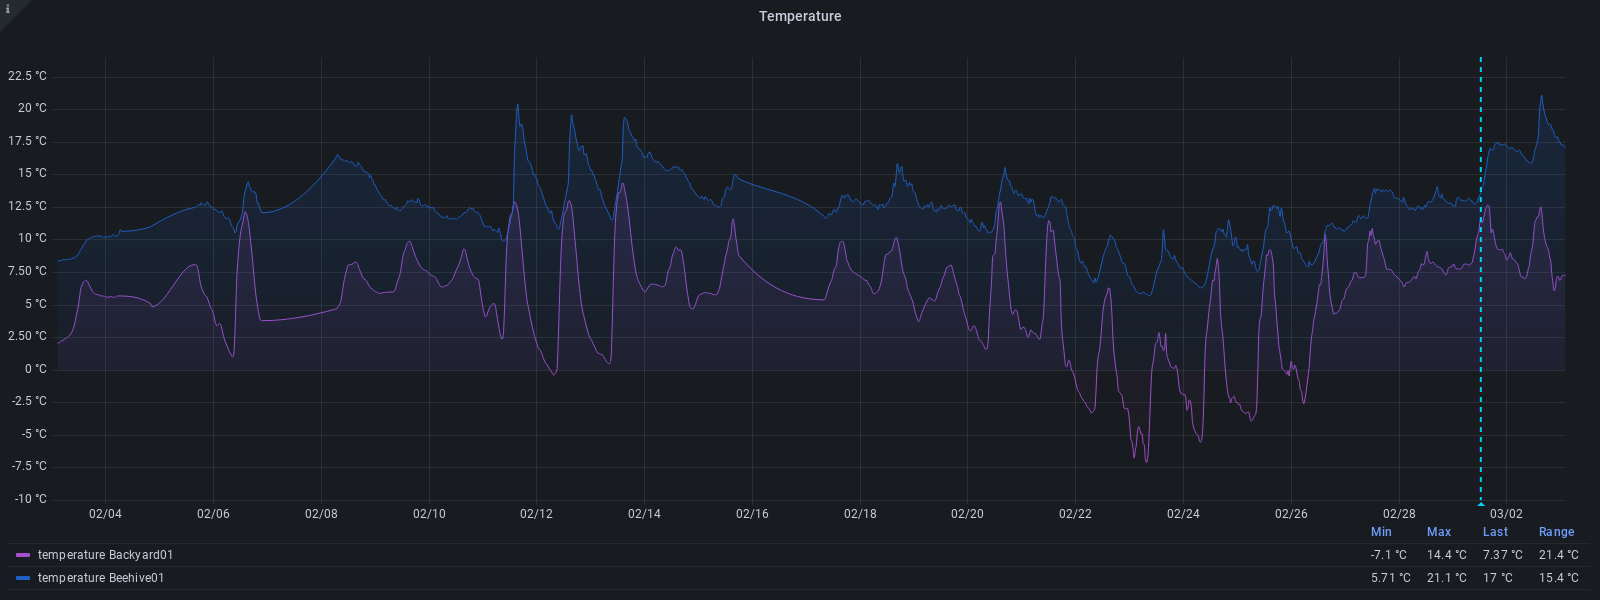 i
Temperature
22.5 °C
20 °C
17.5 °C
15 °C
12.5 °C
10 °C
7.50 °C
5 °C
2.50 °C
0 °C
-2.5 °C
-5 °C
-7.5 °C
-10 °C
02/04 02/06 02/08 02/10 02/12 02/14 02/16 02/18 02/20 02/22 02/24 02/26 02/28 03/02
Min Max Last Range
temperature Backyard01 -7.1 °C 14.4 °C 7.37 °C 21.4 °C
temperature Beehive01 5.71 °C 21.1 °C 17 °C 15.4 °C